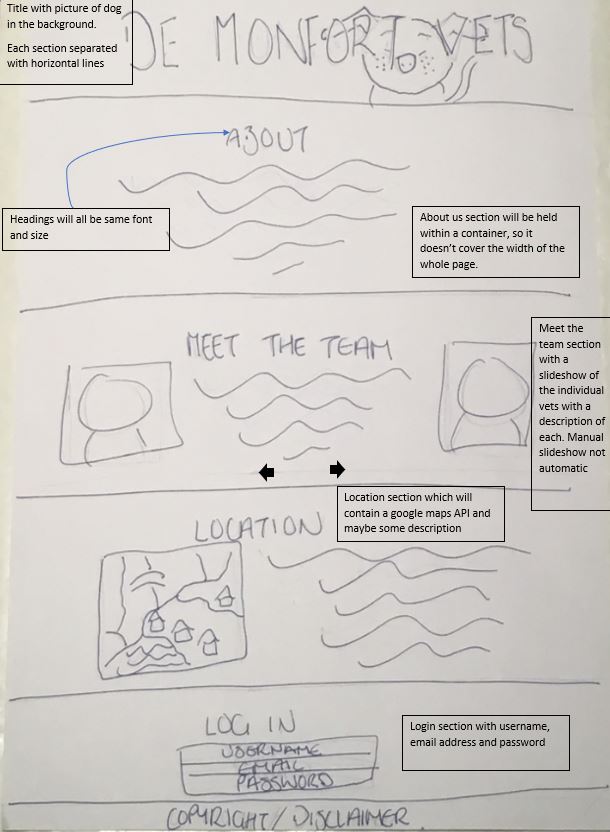 Title with picture of dog
in the background.
Each section separated
with horizontal lines
DE MONFORT VETS
ABOUT
Headings will all be same font
and size
About us section will be held
within a container, so it
doesn't cover the width of the
whole page.
MEET THE TEAM
Meet the
team section
with a
slideshow of
the individual
vets with a
description of
each. Manual
slideshow not
automatic
Location section which will
contain a google maps API and
maybe some description
LOCATION
LOG IN
USERNAME
EMAIL
PASSWORD
Login section with username,
email address and password
COPYRIGHT/DISCLAIMER